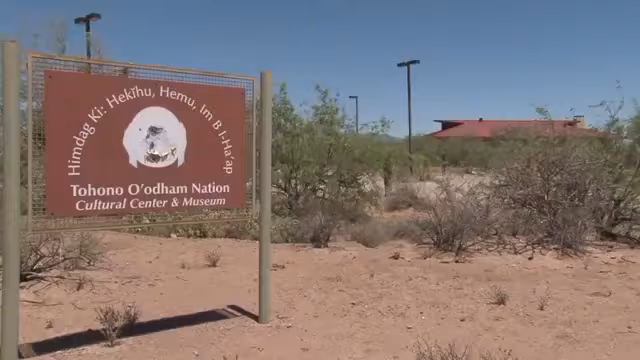 Himdag Ki: Hekĭhu, Hemu, Im B I-Ha'ap
Tohono O'odham Nation
Cultural Center & Museum